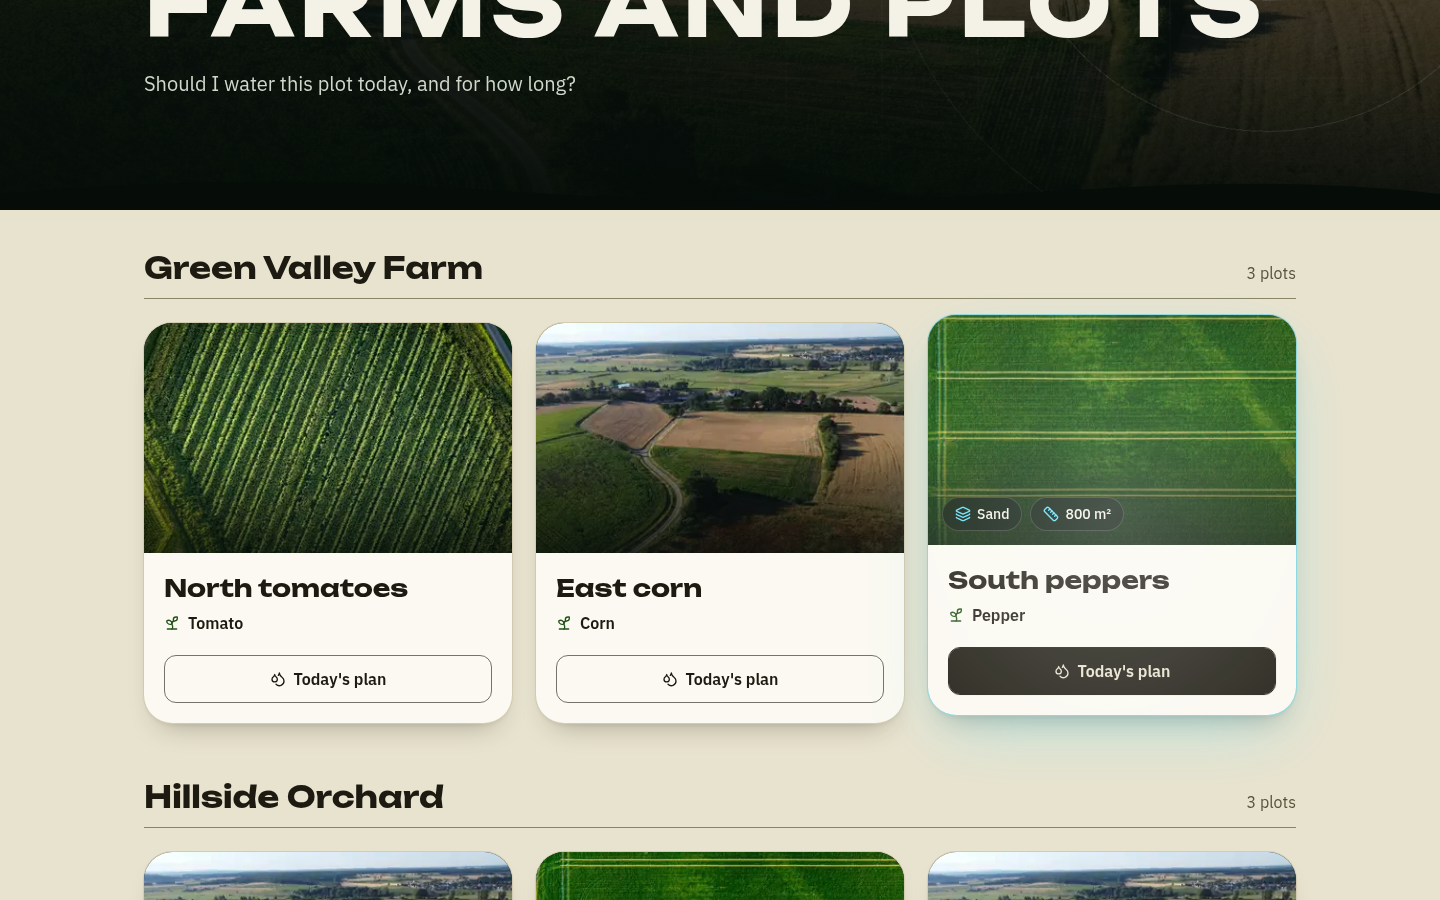 FARMS AND PLOTS
Should I water this plot today, and for how long?
Green Valley Farm
3 plots
North tomatoes
Tomato
Today's plan
East corn
Corn
Today's plan
Sand
800 m²
South peppers
Pepper
Today's plan
Hillside Orchard
3 plots